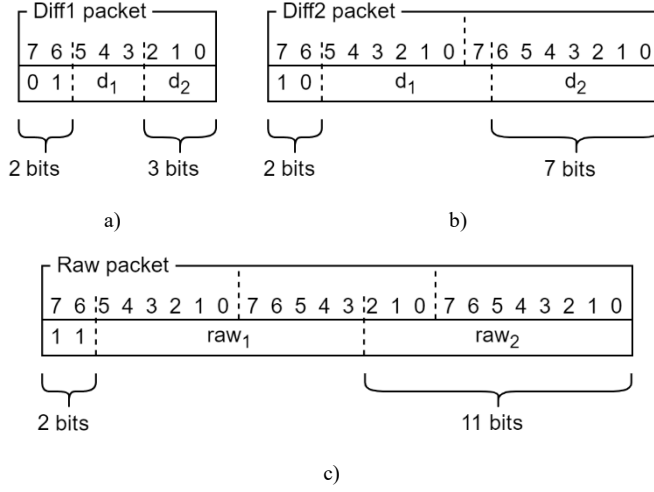 Diff1 packet
7 6 5 4 3 2 1 0
0 1 d1 d2
2 bits 3 bits
a)
Diff2 packet
7 6 5 4 3 2 1 0 7 6 5 4 3 2 1 0
1 0 d1 d2
2 bits 7 bits
b)
Raw packet
7 6 5 4 3 2 1 0 7 6 5 4 3 2 1 0 7 6 5 4 3 2 1 0
1 1 raw1 raw2
2 bits 11 bits
c)